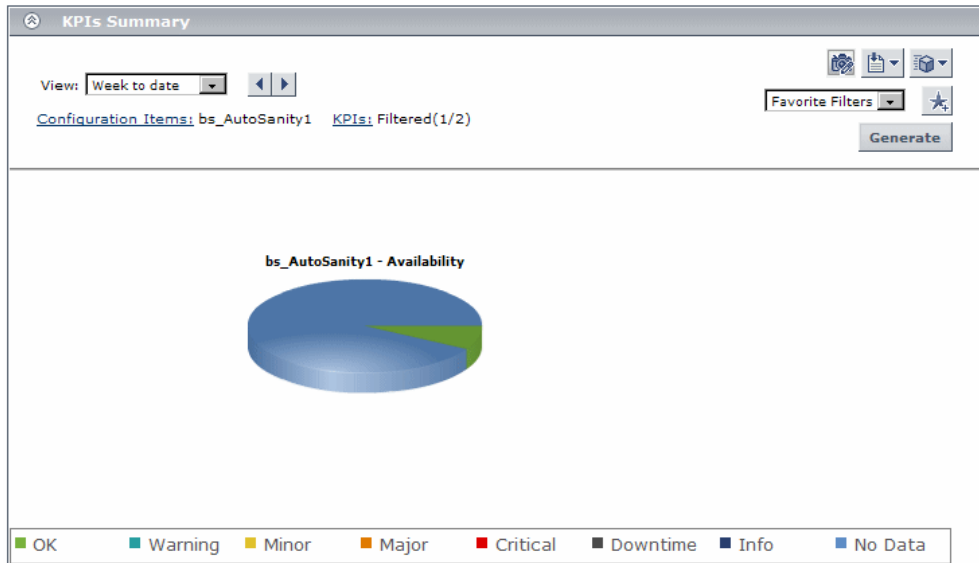 KPIs Summary
View: Week to date
Configuration Items: bs_AutoSanity1 KPIs: Filtered(1/2)
Favorite Filters
Generate
bs_AutoSanity1 - Availability
OK Warning Minor Major Critical Downtime Info No Data